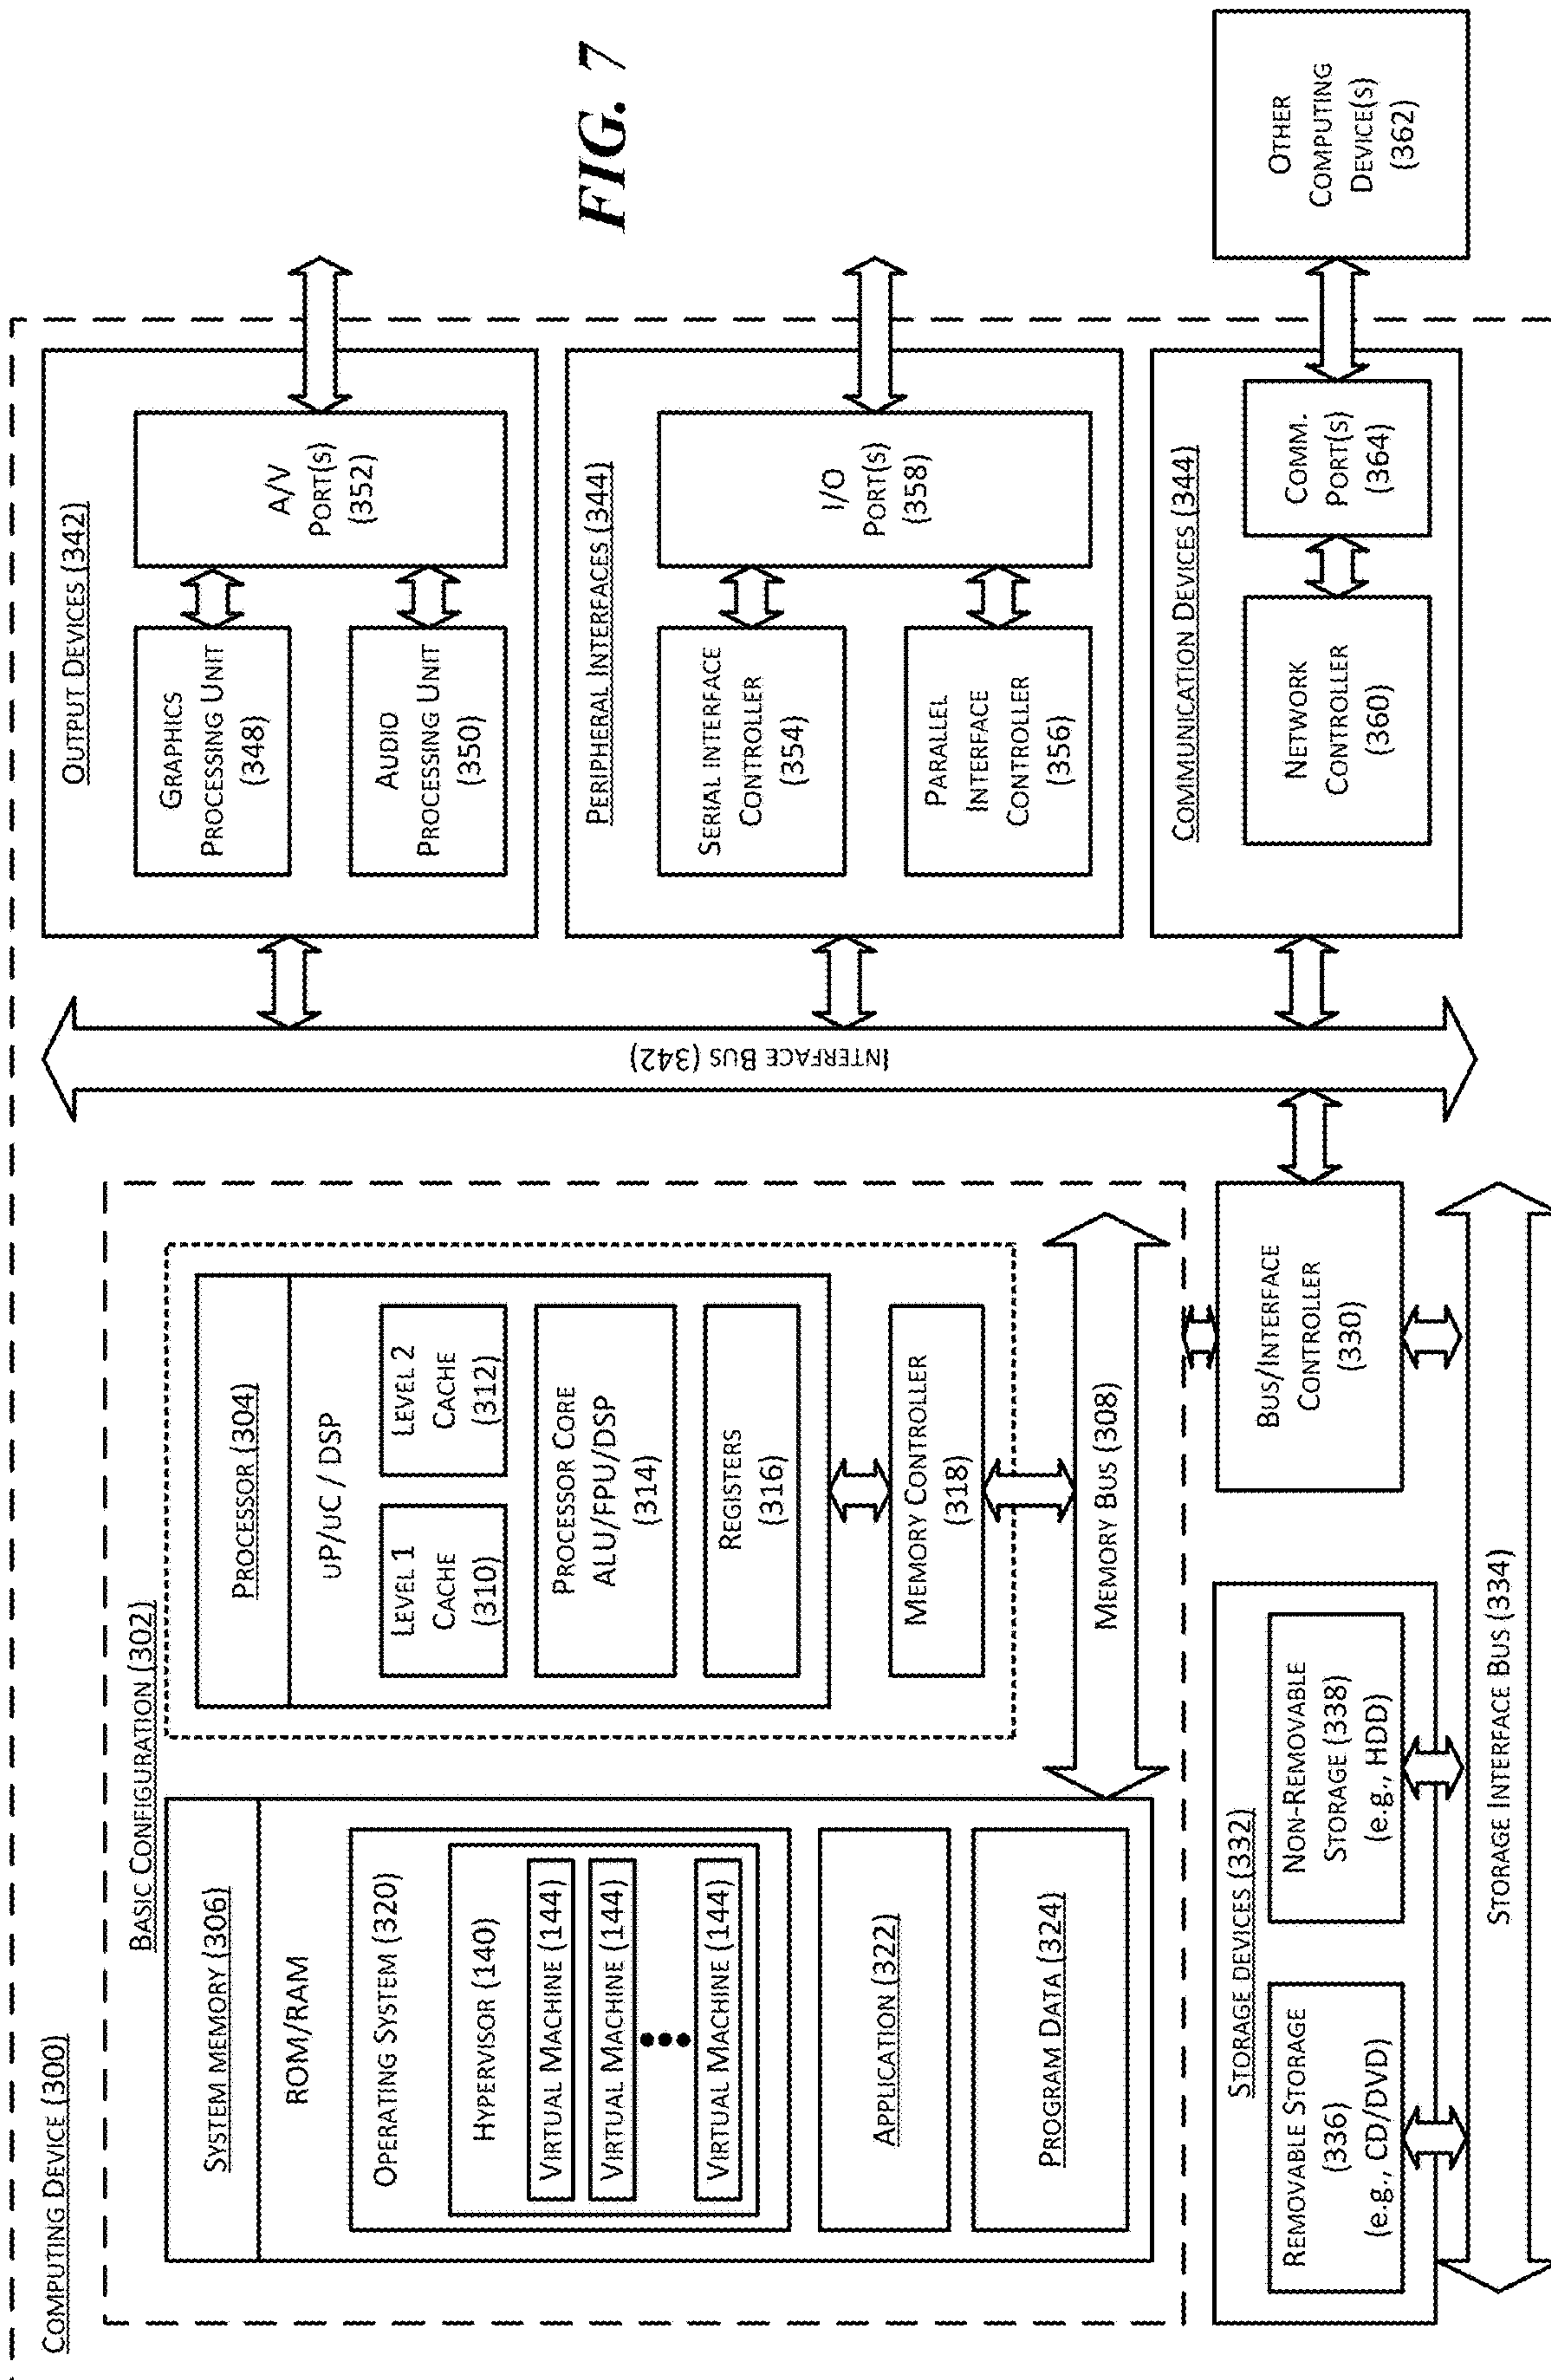 COMPUTING DEVICE (300)
BASIC CONFIGURATION (302)
SYSTEM MEMORY (306)
ROM/RAM
OPERATING SYSTEM (320)
HYPERVISOR (140)
VIRTUAL MACHINE (144)
VIRTUAL MACHINE (144)
VIRTUAL MACHINE (144)
APPLICATION (322)
PROGRAM DATA (324)
PROCESSOR (304)
uP/uC / DSP
LEVEL 1
CACHE
(310)
LEVEL 2
CACHE
(312)
PROCESSOR CORE
ALU/FPU/DSP
(314)
REGISTERS
(316)
MEMORY CONTROLLER
(318)
MEMORY BUS (308)
STORAGE DEVICES (332)
REMOVABLE STORAGE
(336)
(e.g., CD/DVD)
NON-REMOVABLE
STORAGE (338)
(e.g., HDD)
BUS/INTERFACE
CONTROLLER
(330)
STORAGE INTERFACE BUS (334)
INTERFACE BUS (342)
OUTPUT DEVICES (342)
GRAPHICS
PROCESSING UNIT
(348)
AUDIO
PROCESSING UNIT
(350)
A/V
PORT(S)
(352)
PERIPHERAL INTERFACES (344)
SERIAL INTERFACE
CONTROLLER
(354)
PARALLEL
INTERFACE
CONTROLLER
(356)
I/O
PORT(S)
(358)
COMMUNICATION DEVICES (344)
NETWORK
CONTROLLER
(360)
COMM.
PORT(S)
(364)
OTHER
COMPUTING
DEVICE(S)
(362)
FIG. 7